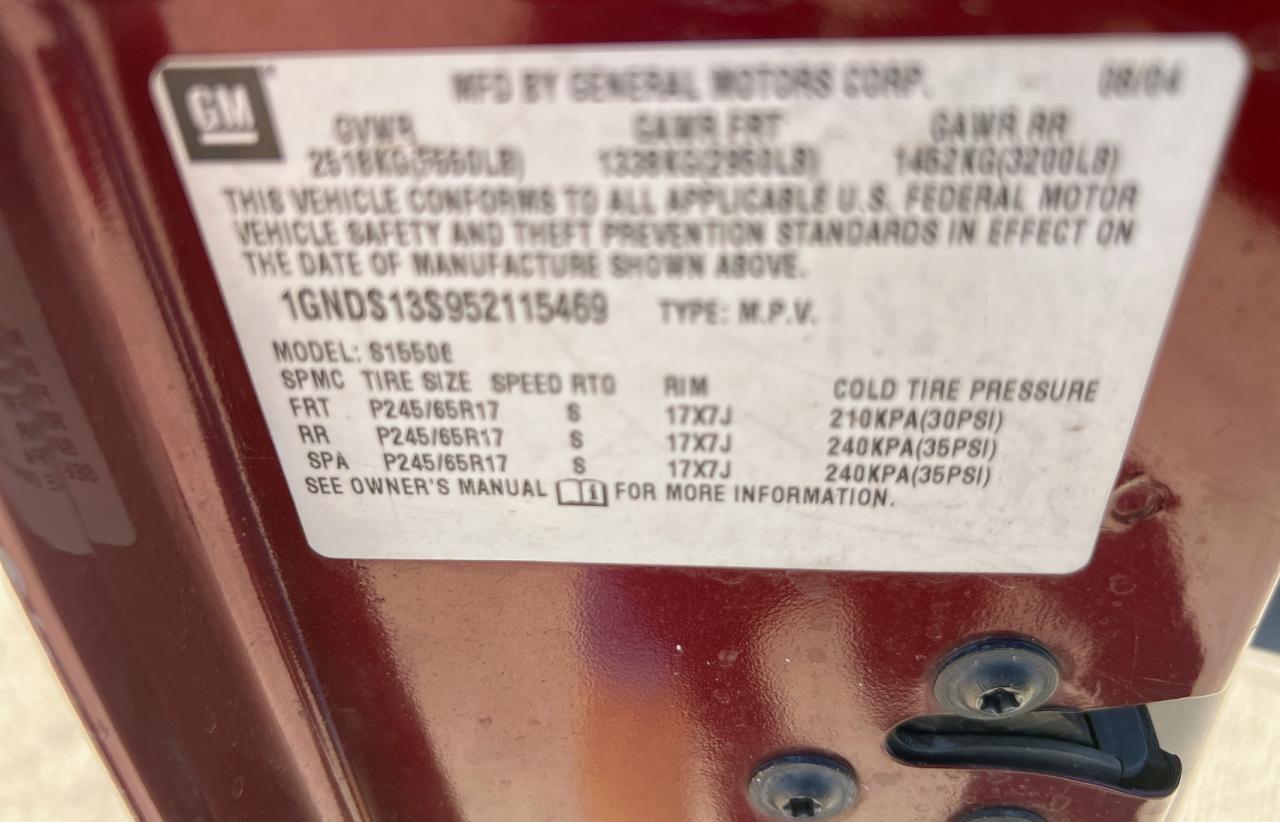 GM MFD BY GENERAL MOTORS CORP. 08/04
GVWR GAWR FRT GAWR RR
2518KG(5550LB) 1338KG(2950LB) 1452KG(3200LB)
THIS VEHICLE CONFORMS TO ALL APPLICABLE U.S. FEDERAL MOTOR
VEHICLE SAFETY AND THEFT PREVENTION STANDARDS IN EFFECT ON
THE DATE OF MANUFACTURE SHOWN ABOVE.
1GNDS13S952115469 TYPE: M.P.V.
MODEL: S15506
SPMC TIRE SIZE SPEED RTG RIM COLD TIRE PRESSURE
FRT P245/65R17 S 17X7J 210KPA(30PSI)
RR P245/65R17 S 17X7J 240KPA(35PSI)
SPA P245/65R17 S 17X7J 240KPA(35PSI)
SEE OWNER'S MANUAL i FOR MORE INFORMATION.